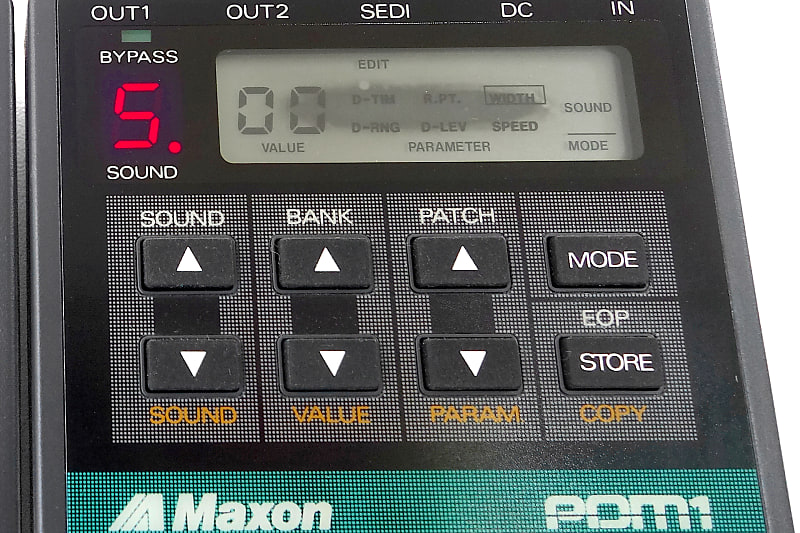 OUT1 OUT2 SEDI DC IN
BYPASS
5.
SOUND
EDIT
00 D-TIM R.PT. WIDTH SOUND
D-RNG D-LEV SPEED
VALUE PARAMETER MODE
SOUND BANK PATCH
MODE
EOP
STORE
SOUND VALUE PARAM COPY
Maxon PDM1